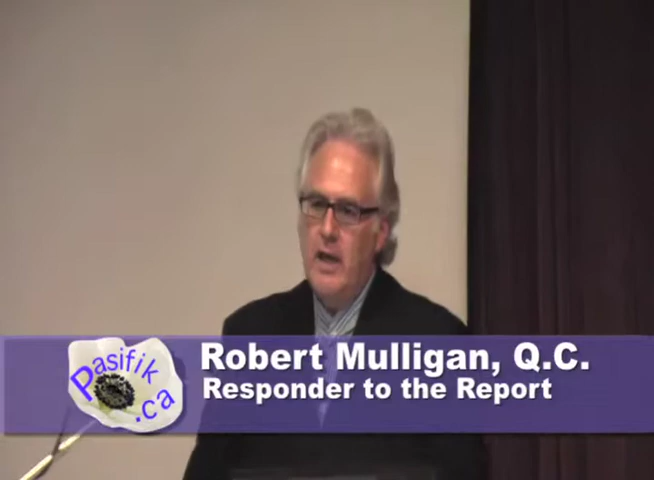 Pasifik
.ca
Robert Mulligan, Q.C.
Responder to the Report